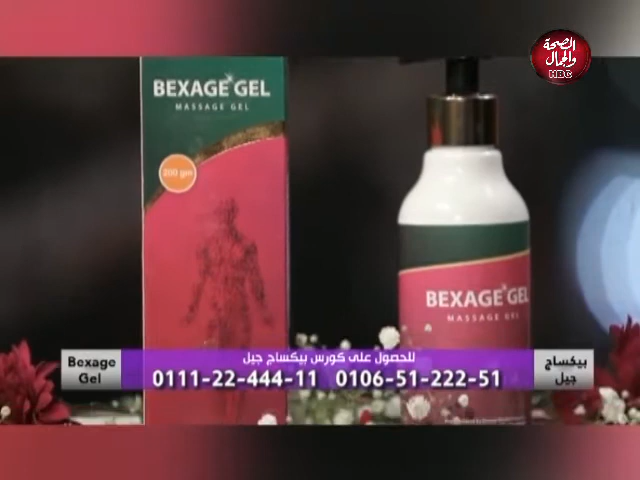 الصحة
والجمال
HBC
BEXAGE GEL
MASSAGE GEL
200 gm
BEXAGE GEL
MASSAGE GEL
للحصول على كورس بيكساج جيل
Bexage
Gel
0111-22-444-11 0106-51-222-51
بيكساج
جيل